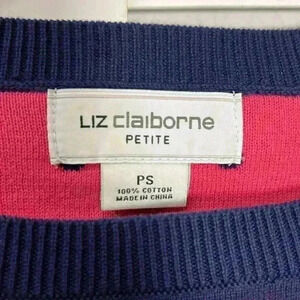 LIZ claiborne
PETITE
PS
100% COTTON
MADE IN CHINA